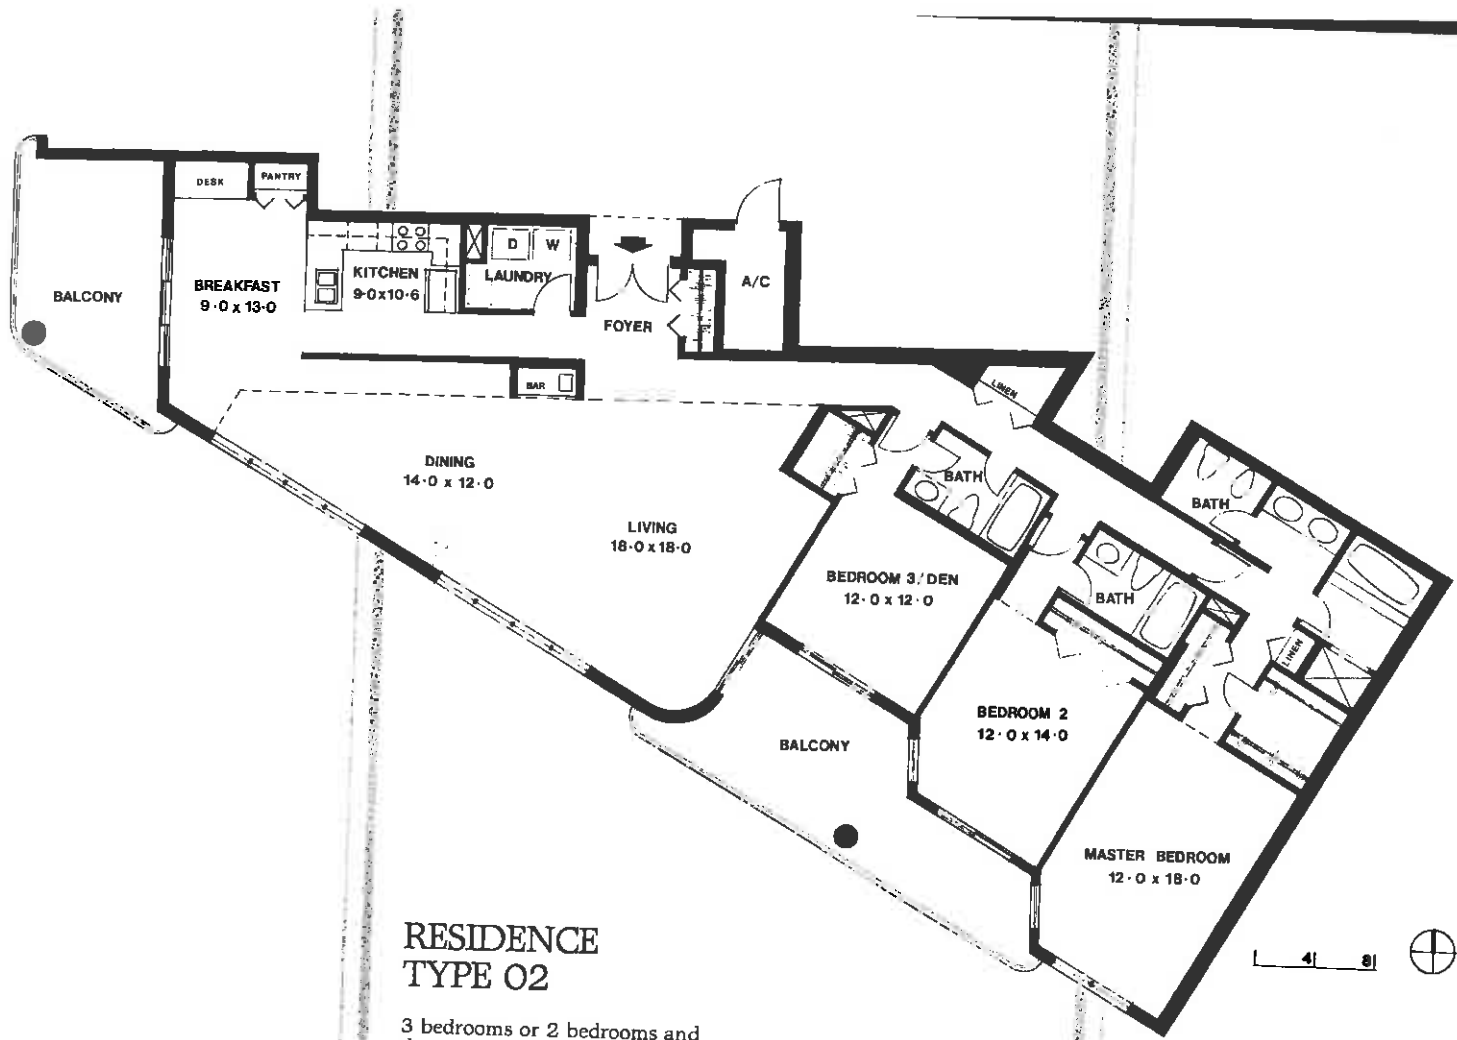 DESK
PANTRY
BALCONY
BREAKFAST
9·0 x 13·0
KITCHEN
9·0 x 10·6
D
W
LAUNDRY
FOYER
A/C
BAR
LINEN
DINING
14·0 x 12·0
LIVING
18·0 x 18·0
BATH
BATH
BEDROOM 3/DEN
12·0 x 12·0
BATH
LINEN
BEDROOM 2
12·0 x 14·0
BALCONY
MASTER BEDROOM
12·0 x 18·0
4 8
RESIDENCE
TYPE 02
3 bedrooms or 2 bedrooms and